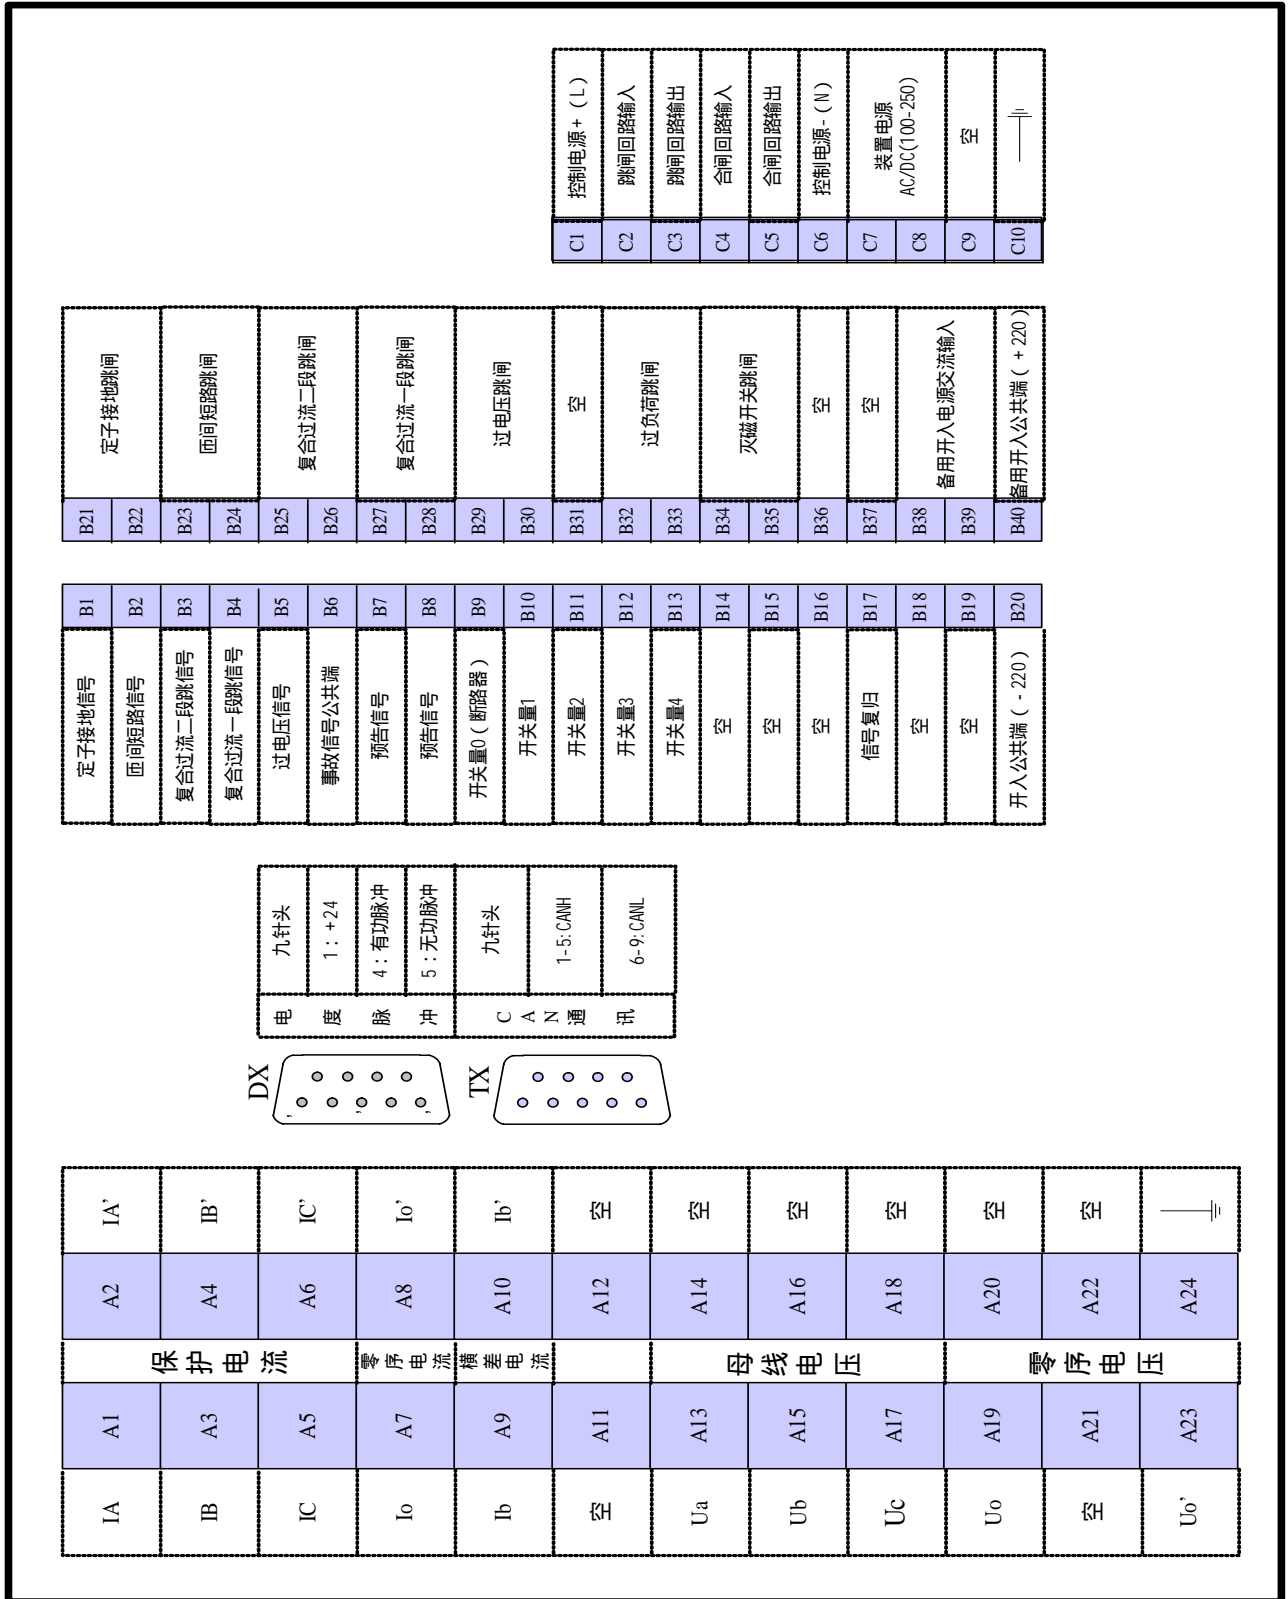 IA
A1
保护电流
A2
IA’
IB
A3
A4
IB’
IC
A5
A6
IC’
Io
A7
零序电流
A8
Io’
Ib
A9
横差电流
A10
Ib’
空
A11
A12
空
Ua
A13
母线电压
A14
空
Ub
A15
A16
空
Uc
A17
A18
空
Uo
A19
零序电压
A20
空
空
A21
A22
空
Uo’
A23
A24
DX
电度脉冲
九针头
1：+24
4：有功脉冲
5：无功脉冲
TX
CAN通讯
九针头
1-5:CANH
6-9:CANL
定子接地信号
B1
匝间短路信号
B2
复合过流二段跳信号
B3
复合过流一段跳信号
B4
过电压信号
B5
事故信号公共端
B6
预告信号
B7
预告信号
B8
开关量0（断路器）
B9
开关量1
B10
开关量2
B11
开关量3
B12
开关量4
B13
空
B14
空
B15
空
B16
信号复归
B17
空
B18
空
B19
开入公共端（-220）
B20
B21
B22
定子接地跳闸
B23
B24
匝间短路跳闸
B25
B26
复合过流二段跳闸
B27
B28
复合过流一段跳闸
B29
B30
过电压跳闸
B31
空
B32
B33
过负荷跳闸
B34
B35
灭磁开关跳闸
B36
空
B37
空
B38
B39
备用开入电源交流输入
B40
备用开入公共端（+220）
C1
控制电源+（L）
C2
跳闸回路输入
C3
跳闸回路输出
C4
合闸回路输入
C5
合闸回路输出
C6
控制电源-（N）
C7
C8
装置电源
AC/DC(100-250)
C9
空
C10